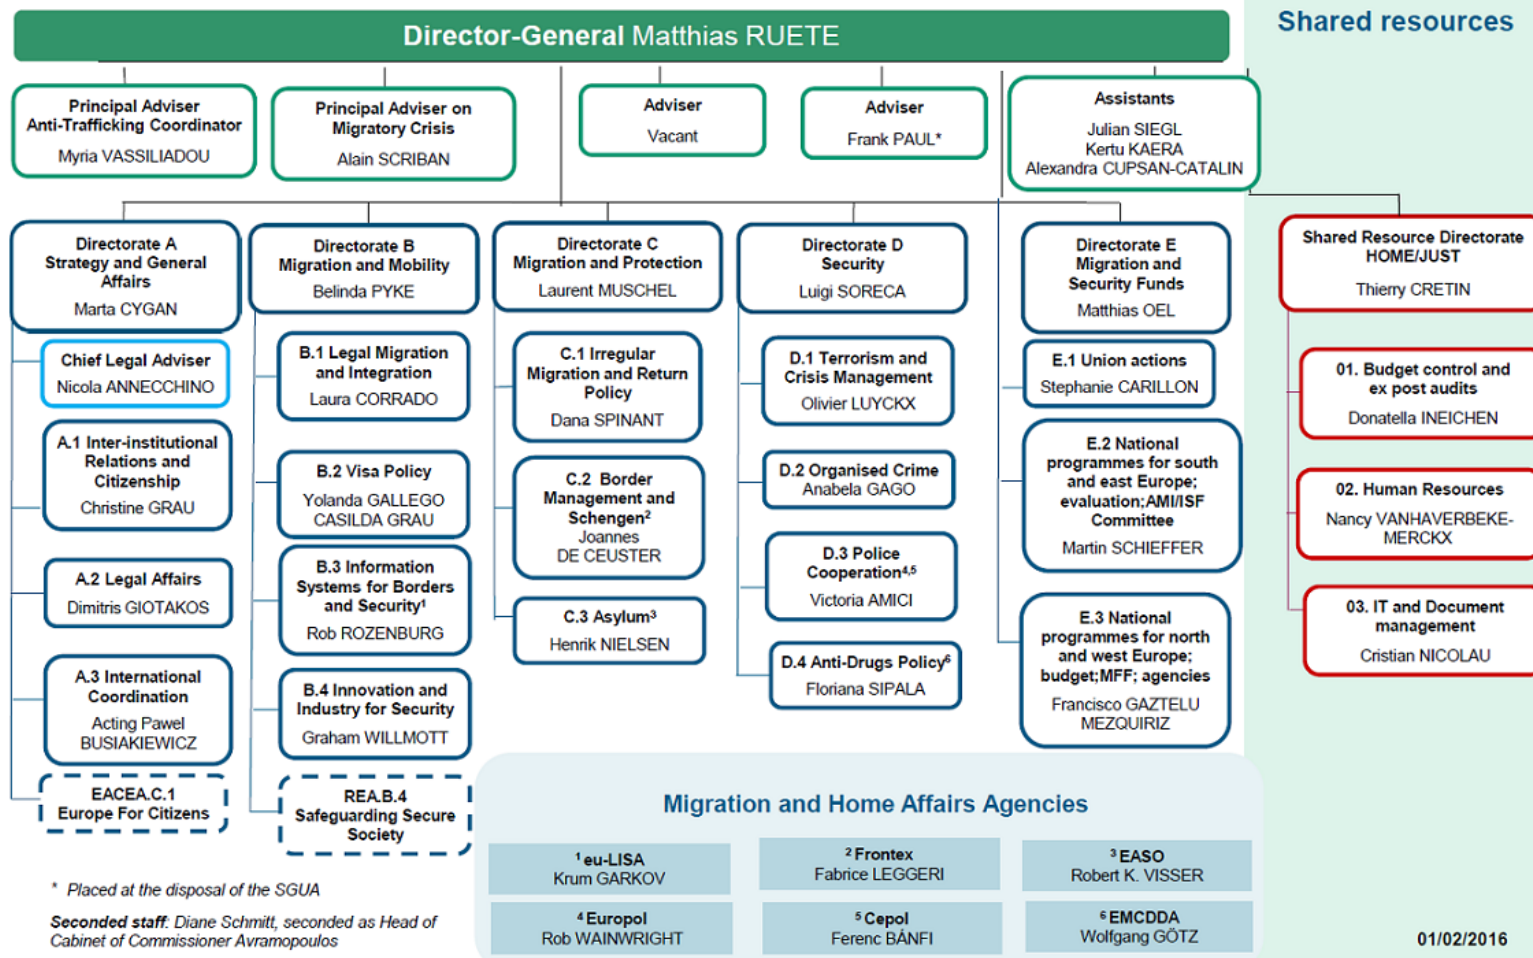 Director-General Matthias RUETE
Shared resources
Principal Adviser
Anti-Trafficking Coordinator
Myria VASSILIADOU
Principal Adviser on
Migratory Crisis
Alain SCRIBAN
Adviser
Vacant
Adviser
Frank PAUL*
Assistants
Julian SIEGL
Kertu KAERA
Alexandra CUPSAN-CATALIN
Directorate A
Strategy and General
Affairs
Marta CYGAN
Chief Legal Adviser
Nicola ANNECCHINO
A.1 Inter-institutional
Relations and
Citizenship
Christine GRAU
A.2 Legal Affairs
Dimitris GIOTAKOS
A.3 International
Coordination
Acting Pawel
BUSIAKIEWICZ
EACEA.C.1
Europe For Citizens
Directorate B
Migration and Mobility
Belinda PYKE
B.1 Legal Migration
and Integration
Laura CORRADO
B.2 Visa Policy
Yolanda GALLEGO
CASILDA GRAU
B.3 Information
Systems for Borders
and Security¹
Rob ROZENBURG
B.4 Innovation and
Industry for Security
Graham WILLMOTT
REA.B.4
Safeguarding Secure
Society
Directorate C
Migration and Protection
Laurent MUSCHEL
C.1 Irregular
Migration and Return
Policy
Dana SPINANT
C.2 Border
Management and
Schengen²
Joannes
DE CEUSTER
C.3 Asylum³
Henrik NIELSEN
Directorate D
Security
Luigi SORECA
D.1 Terrorism and
Crisis Management
Olivier LUYCKX
D.2 Organised Crime
Anabela GAGO
D.3 Police
Cooperation⁴,⁵
Victoria AMICI
D.4 Anti-Drugs Policy⁶
Floriana SIPALA
Directorate E
Migration and
Security Funds
Matthias OEL
E.1 Union actions
Stephanie CARILLON
E.2 National
programmes for south
and east Europe;
evaluation;AMI/ISF
Committee
Martin SCHIEFFER
E.3 National
programmes for north
and west Europe;
budget;MFF; agencies
Francisco GAZTELU
MEZQUIRIZ
Shared Resource Directorate
HOME/JUST
Thierry CRETIN
01. Budget control and
ex post audits
Donatella INEICHEN
02. Human Resources
Nancy VANHAVERBEKE-
MERCKX
03. IT and Document
management
Cristian NICOLAU
Migration and Home Affairs Agencies
¹ eu-LISA
Krum GARKOV
² Frontex
Fabrice LEGGERI
³ EASO
Robert K. VISSER
⁴ Europol
Rob WAINWRIGHT
⁵ Cepol
Ferenc BÁNFI
⁶ EMCDDA
Wolfgang GÖTZ
* Placed at the disposal of the SGUA
Seconded staff: Diane Schmitt, seconded as Head of
Cabinet of Commissioner Avramopoulos
01/02/2016